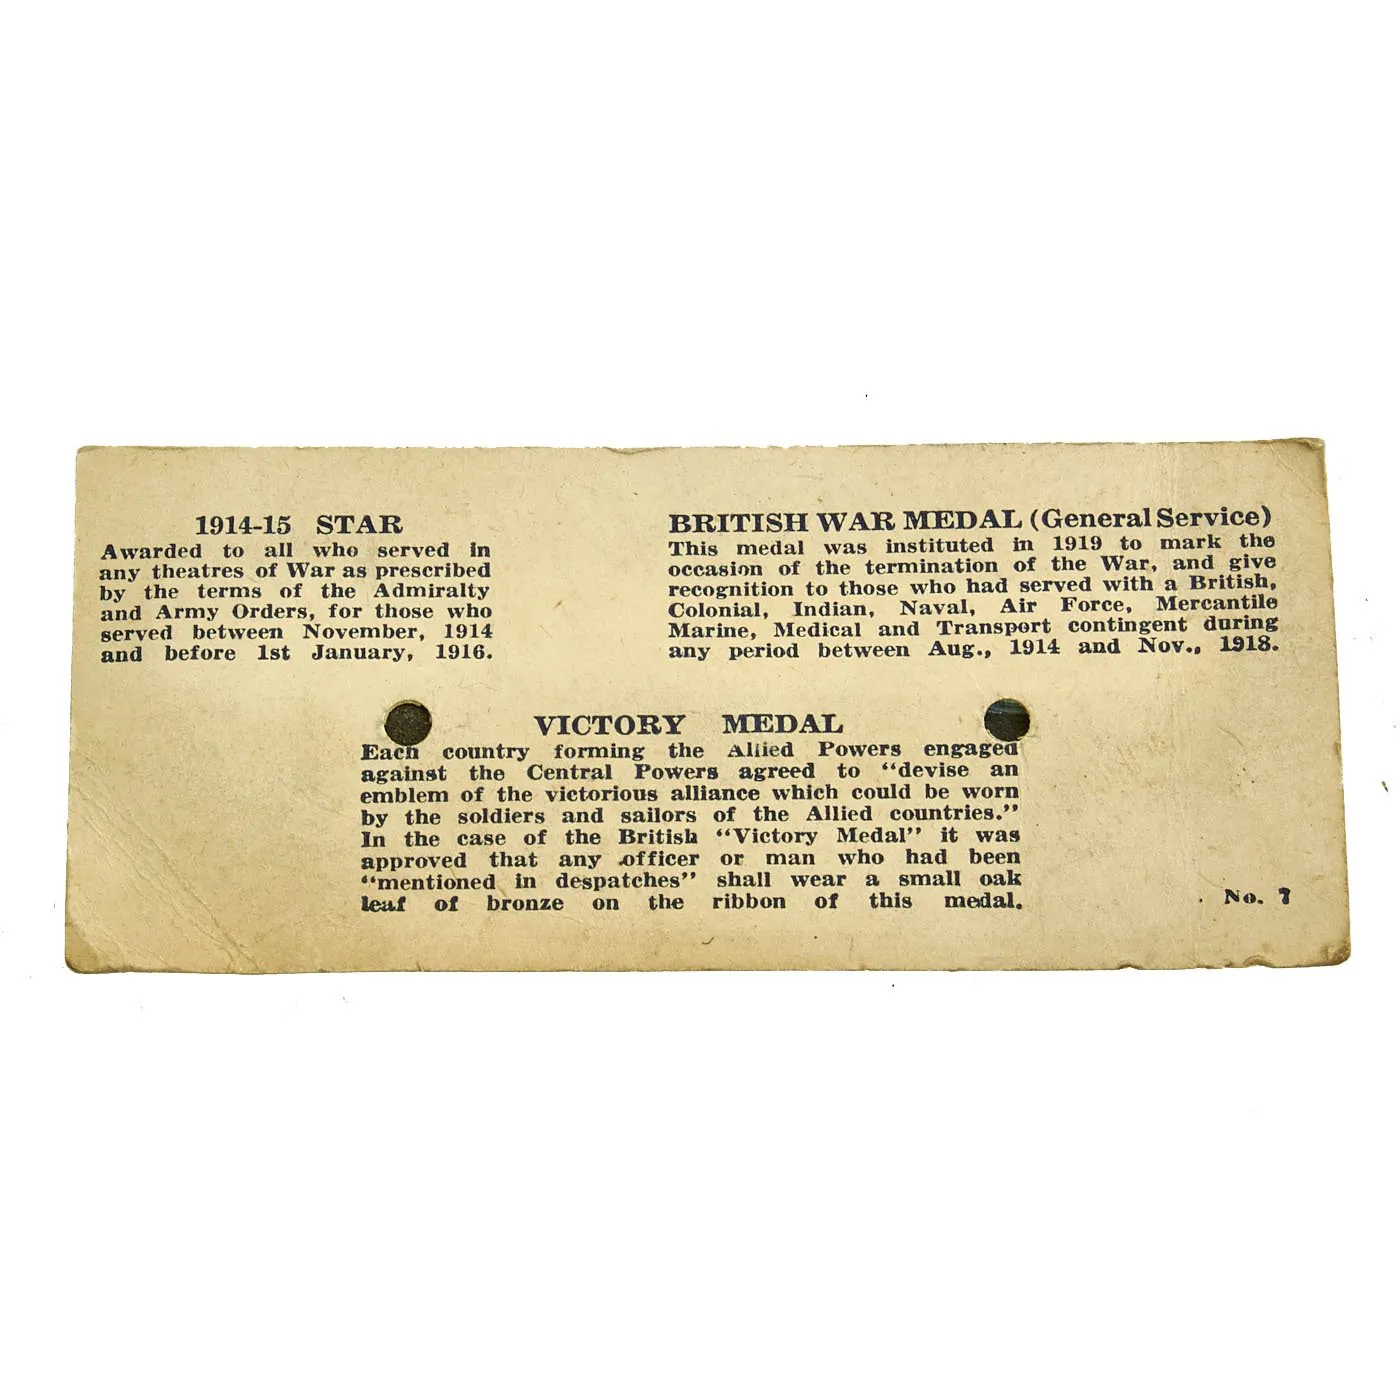 1914-15 STAR
Awarded to all who served in
any theatres of War as prescribed
by the terms of the Admiralty
and Army Orders, for those who
served between November, 1914
and before 1st January, 1916.
BRITISH WAR MEDAL (General Service)
This medal was instituted in 1919 to mark the
occasion of the termination of the War, and give
recognition to those who had served with a British,
Colonial, Indian, Naval, Air Force, Mercantile
Marine, Medical and Transport contingent during
any period between Aug., 1914 and Nov., 1918.
VICTORY MEDAL
Each country forming the Allied Powers engaged
against the Central Powers agreed to “devise an
emblem of the victorious alliance which could be worn
by the soldiers and sailors of the Allied countries.”
In the case of the British “Victory Medal” it was
approved that any officer or man who had been
“mentioned in despatches” shall wear a small oak
leaf of bronze on the ribbon of this medal.
No. 7